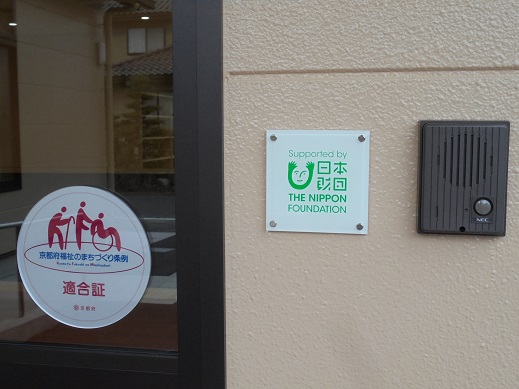 Supported by
日本
財団
THE NIPPON
FOUNDATION
NEC
京都府福祉のまちづくり条例
適合証
京都府